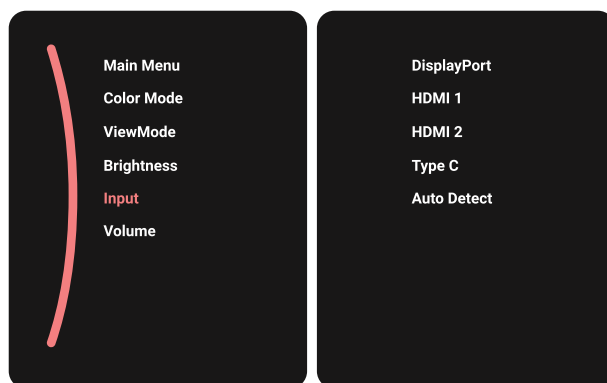 Main Menu
Color Mode
ViewMode
Brightness
Input
Volume
DisplayPort
HDMI 1
HDMI 2
Type C
Auto Detect